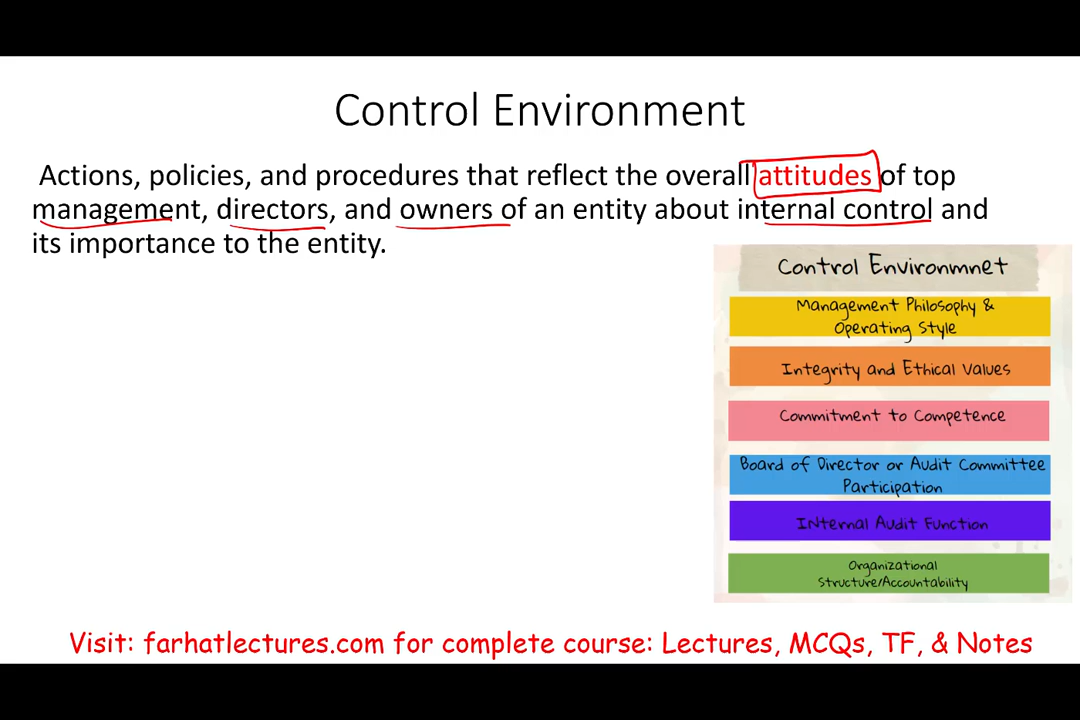 Control Environment
Actions, policies, and procedures that reflect the overall attitudes of top
management, directors, and owners of an entity about internal control and
its importance to the entity.
Control Environmnet
Management Philosophy &
Operating Style
Integrity and Ethical Values
Commitment to Competence
Board of Director or Audit Committee
Participation
INternal Audit Function
Organizational
Structure/Accountability
Visit: farhatlectures.com for complete course: Lectures, MCQs, TF, & Notes